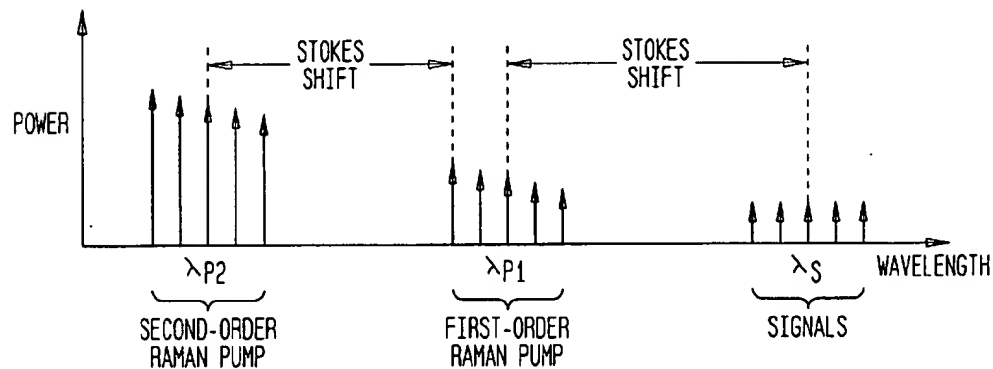 STOKES
SHIFT
STOKES
SHIFT
POWER
λP2
λP1
λS
WAVELENGTH
SECOND-ORDER
RAMAN PUMP
FIRST-ORDER
RAMAN PUMP
SIGNALS